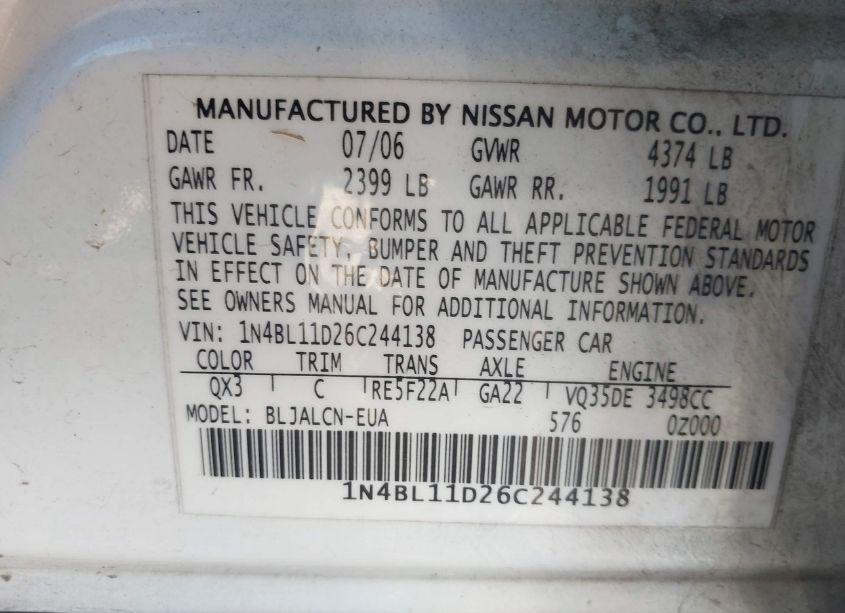 MANUFACTURED BY NISSAN MOTOR CO., LTD.
DATE 07/06 GVWR 4374 LB
GAWR FR. 2399 LB GAWR RR. 1991 LB
THIS VEHICLE CONFORMS TO ALL APPLICABLE FEDERAL MOTOR
VEHICLE SAFETY, BUMPER AND THEFT PREVENTION STANDARDS
IN EFFECT ON THE DATE OF MANUFACTURE SHOWN ABOVE.
SEE OWNERS MANUAL FOR ADDITIONAL INFORMATION.
VIN: 1N4BL11D26C244138 PASSENGER CAR
COLOR TRIM TRANS AXLE ENGINE
QX3 C RE5F22A GA22 VQ35DE 3498CC
MODEL: BLJALCN-EUA 576 0Z000
1N4BL11D26C244138